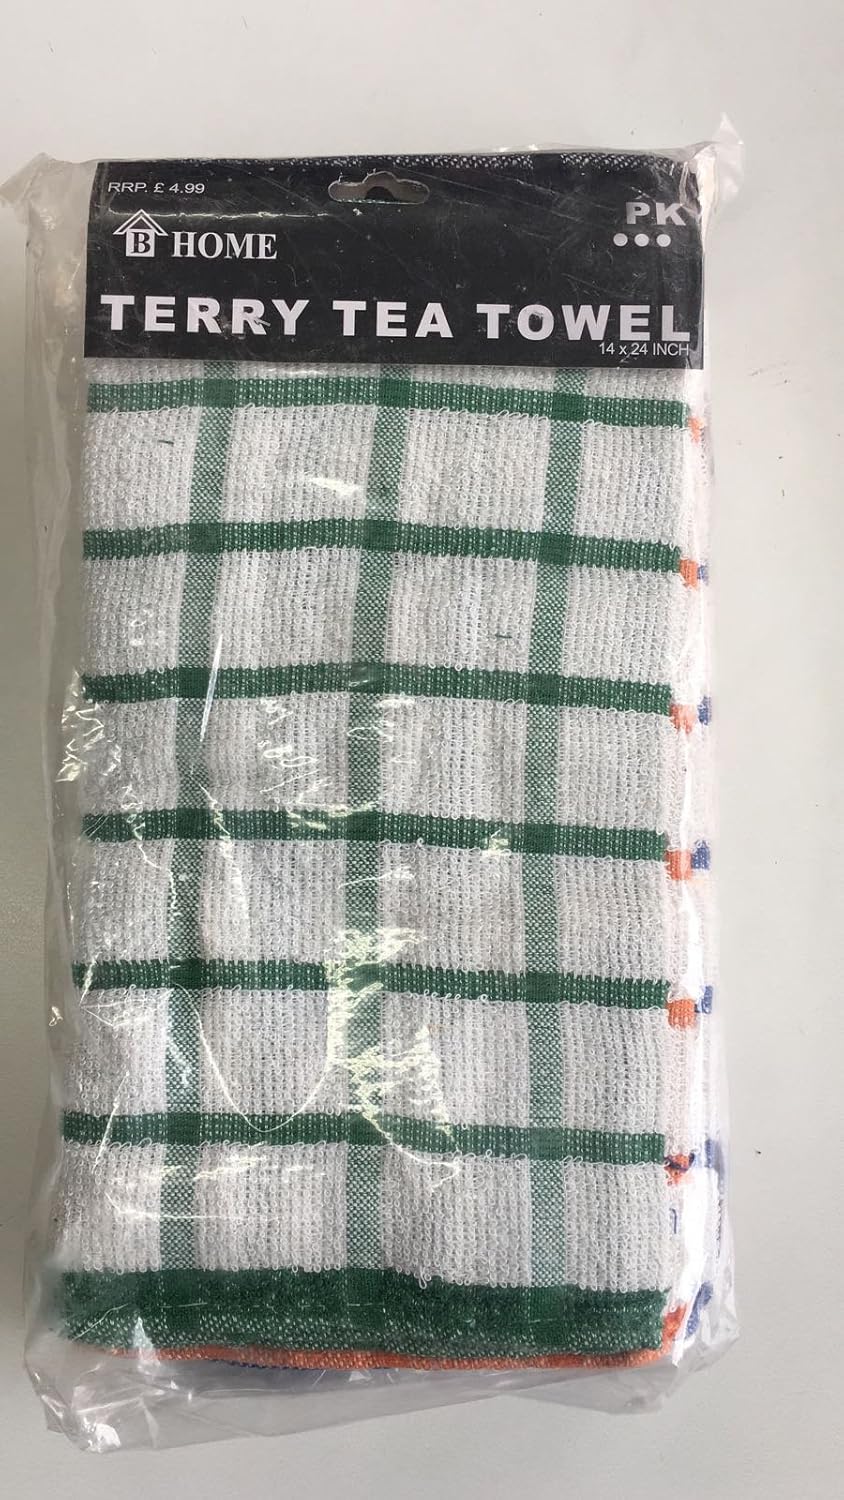 RRP. £ 4.99
PK
B HOME
TERRY TEA TOWEL
14 x 24 INCH